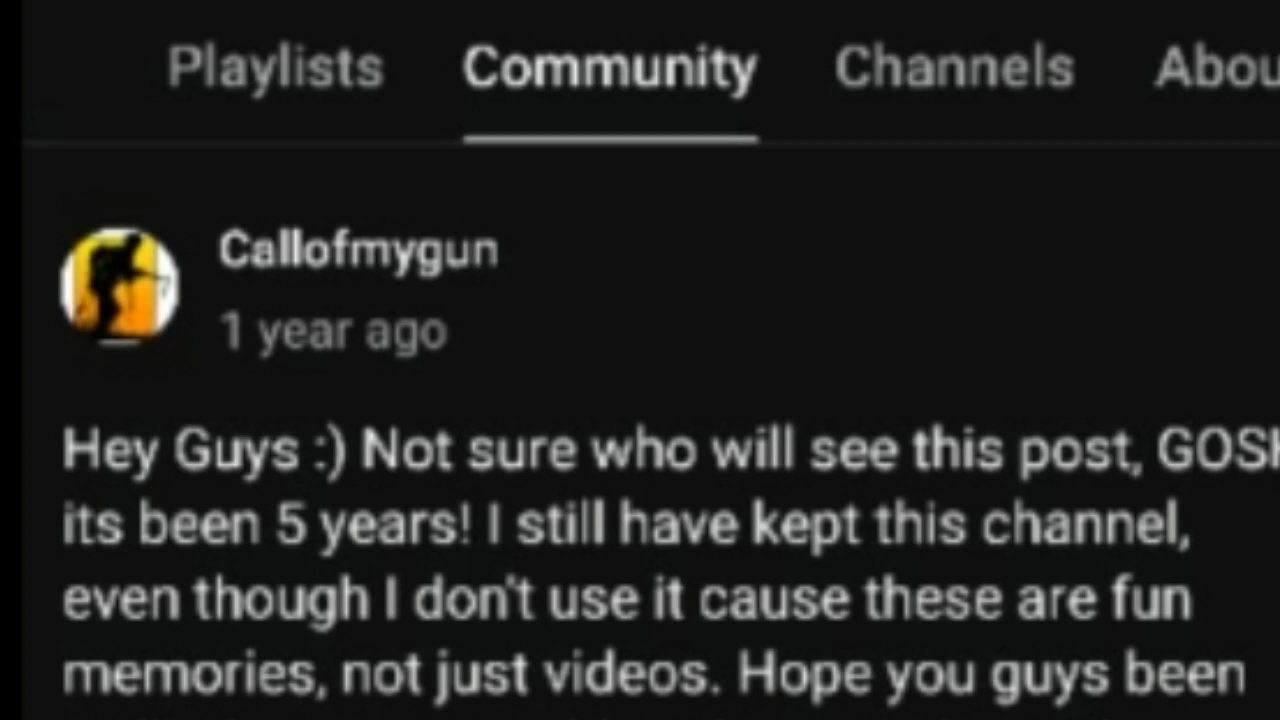 Playlists Community Channels Abou
Callofmygun
1 year ago
Hey Guys :) Not sure who will see this post, GOSH
its been 5 years! I still have kept this channel,
even though I don't use it cause these are fun
memories, not just videos. Hope you guys been